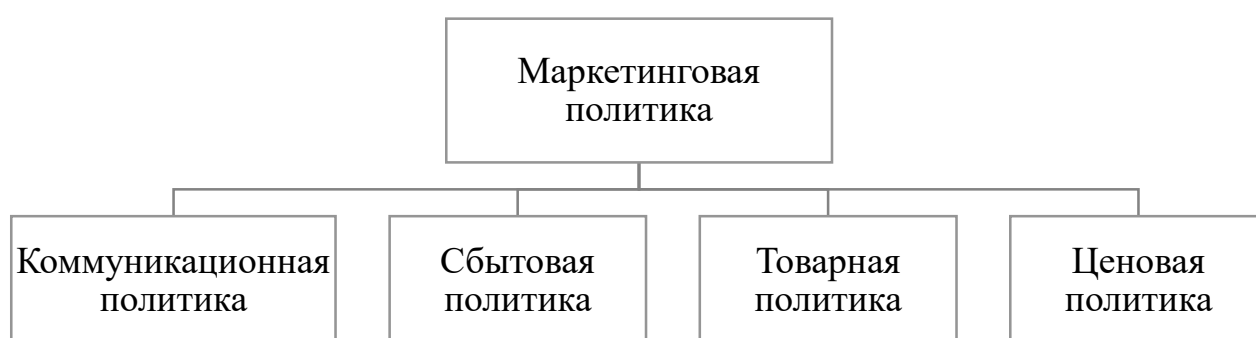 Маркетинговая
политика
Коммуникационная
политика
Сбытовая
политика
Товарная
политика
Ценовая
политика